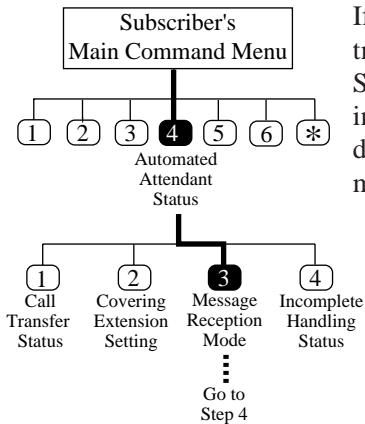 Subscriber's
Main Command Menu
1 2 3 4 5 6 *
Automated
Attendant
Status
1 2 3 4
Call
Transfer
Status
Covering
Extension
Setting
Message
Reception
Mode
Incomplete
Handling
Status
Go to
Step 4
If
tr
S
in
d
m